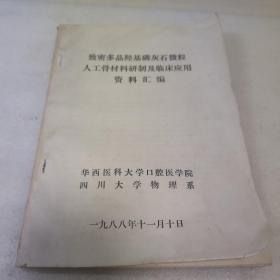 致密多晶羟基磷灰石微粒
人工骨材料研制及临床应用
资料汇编
华西医科大学口腔医学院
四川大学物理系
一九八八年十一月十日